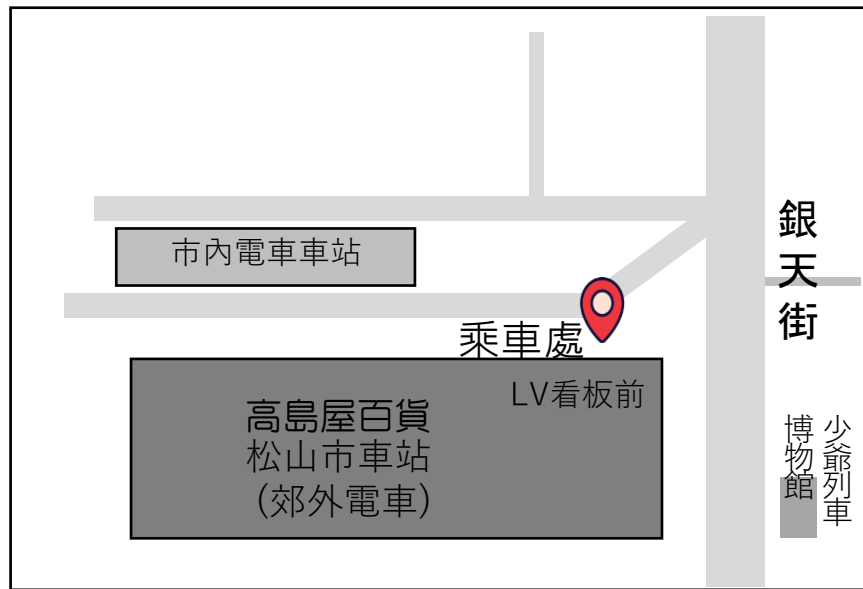 市內電車車站
乘車處
LV看板前
高島屋百貨
松山市車站
(郊外電車)
銀天街
少爺列車
博物館